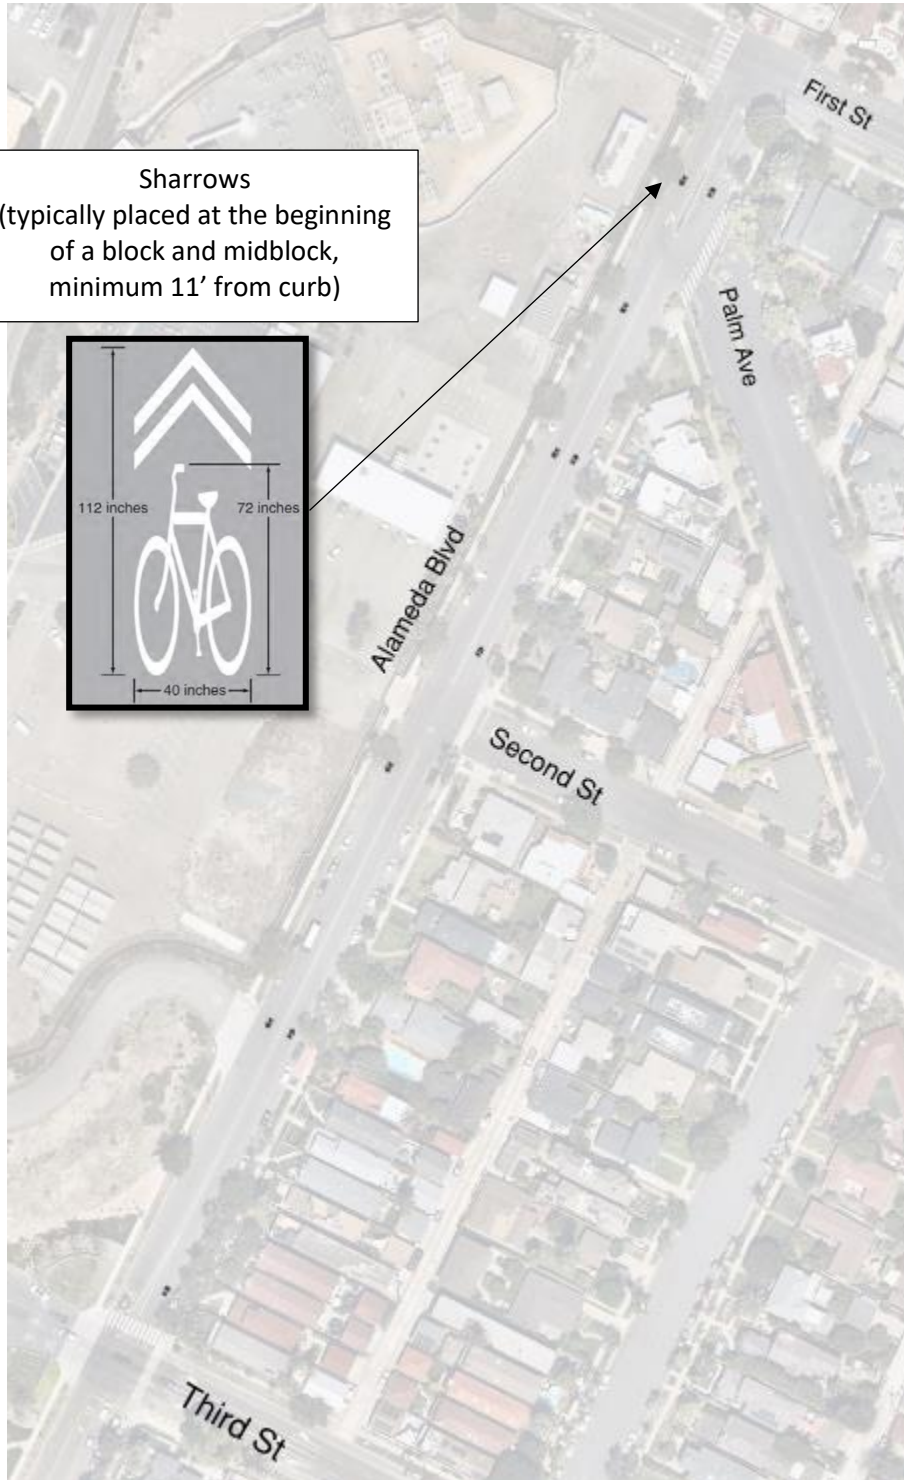 First St
Sharrows
(typically placed at the beginning
of a block and midblock,
minimum 11’ from curb)
Palm Ave
112 inches
72 inches
40 inches
Alameda Blvd
Second St
Third St